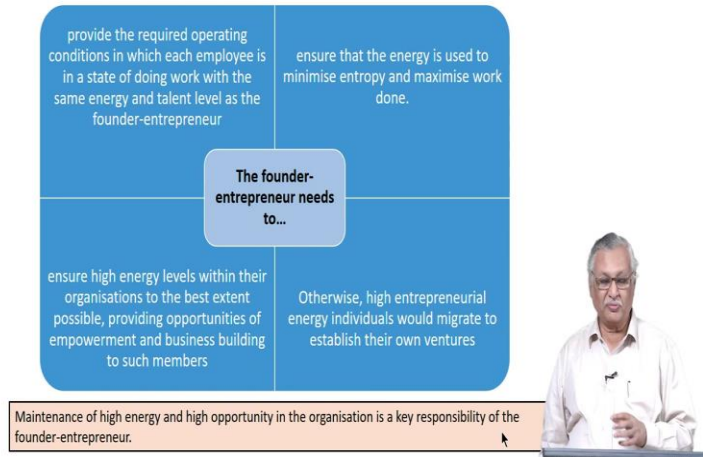 provide the required operating
conditions in which each employee is
in a state of doing work with the
same energy and talent level as the
founder-entrepreneur
ensure that the energy is used to
minimise entropy and maximise work
done.
The founder-
entrepreneur needs
to...
ensure high energy levels within their
organisations to the best extent
possible, providing opportunities of
empowerment and business building
to such members
Otherwise, high entrepreneurial
energy individuals would migrate to
establish their own ventures
Maintenance of high energy and high opportunity in the organisation is a key responsibility of the
founder-entrepreneur.